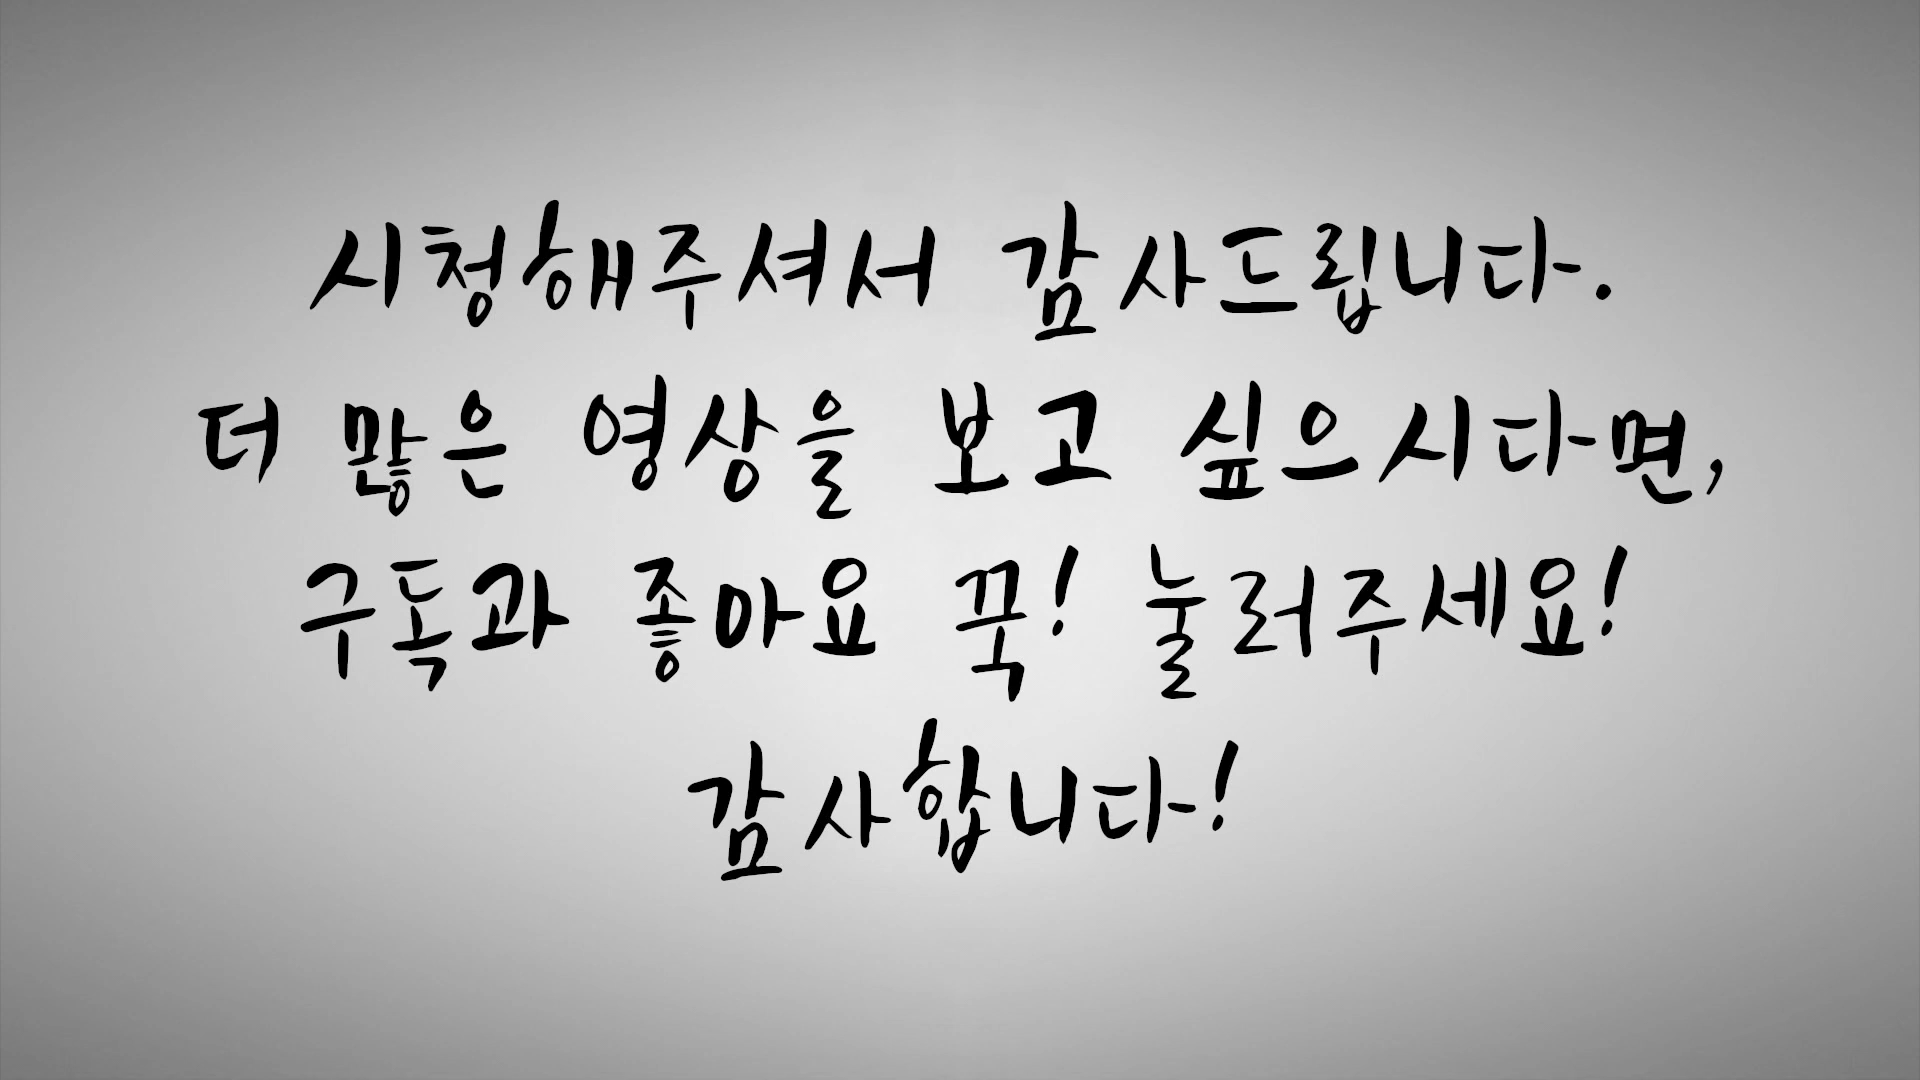 시청해주셔서 감사드립니다.
더 많은 영상을 보고 싶으시다면,
구독과 좋아요 꾹! 눌러주세요!
감사합니다!